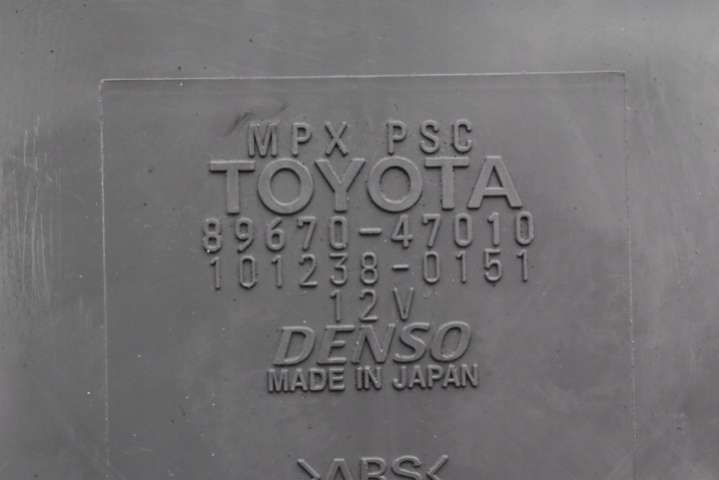 MPX PSC
TOYOTA
89670-47010
101238-0151
12V
DENSO
MADE IN JAPAN
>ABS<